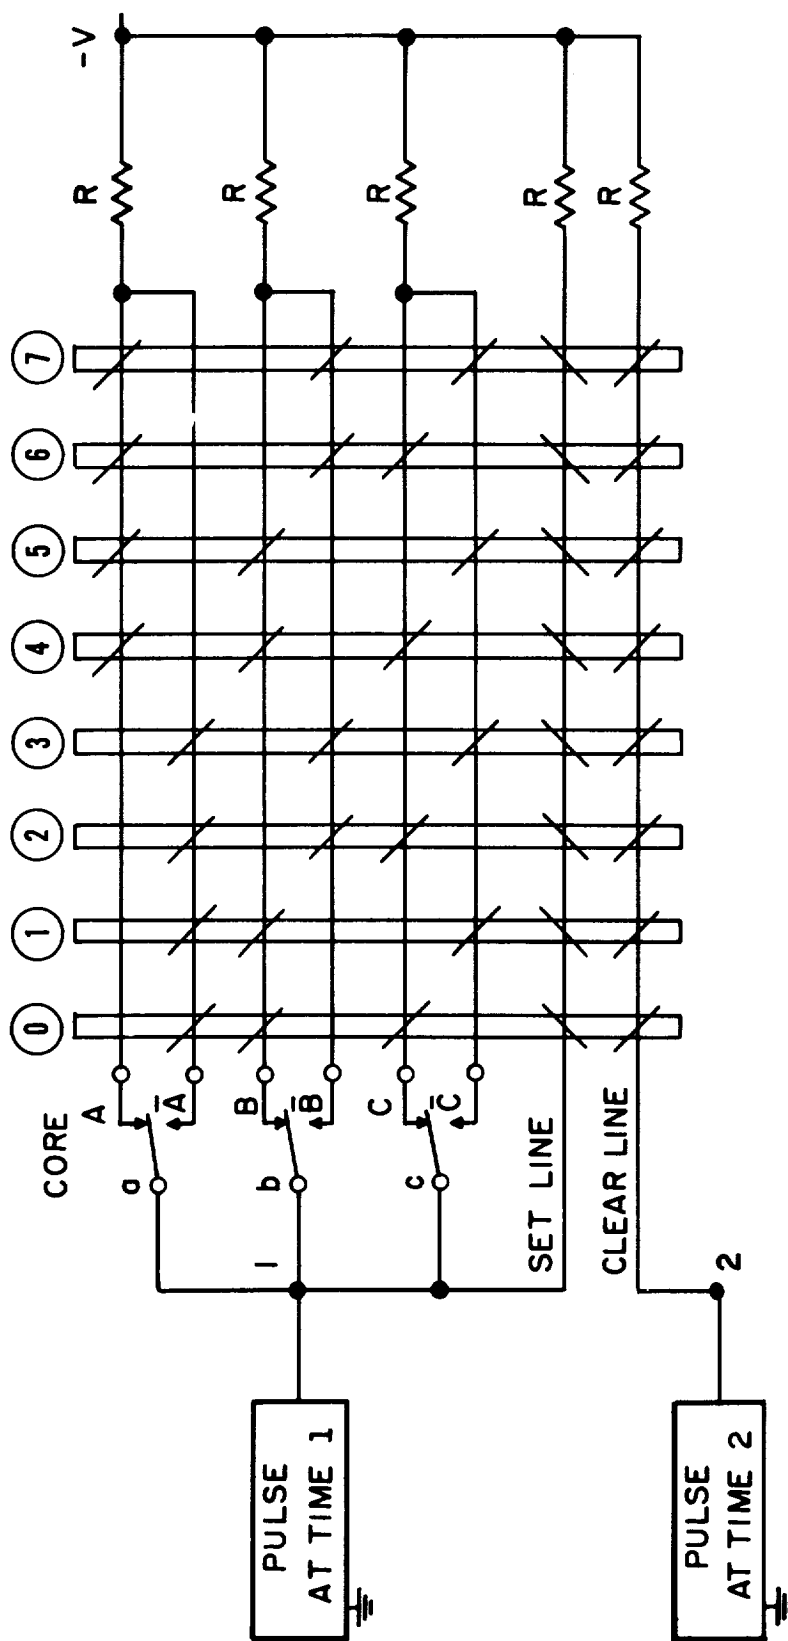 CORE
0 1 2 3 4 5 6 7
-V
A
a
Ā
R
B
b
B̄
R
1
C
c
C̄
R
PULSE
AT TIME 1
SET LINE
R
CLEAR LINE
R
2
PULSE
AT TIME 2